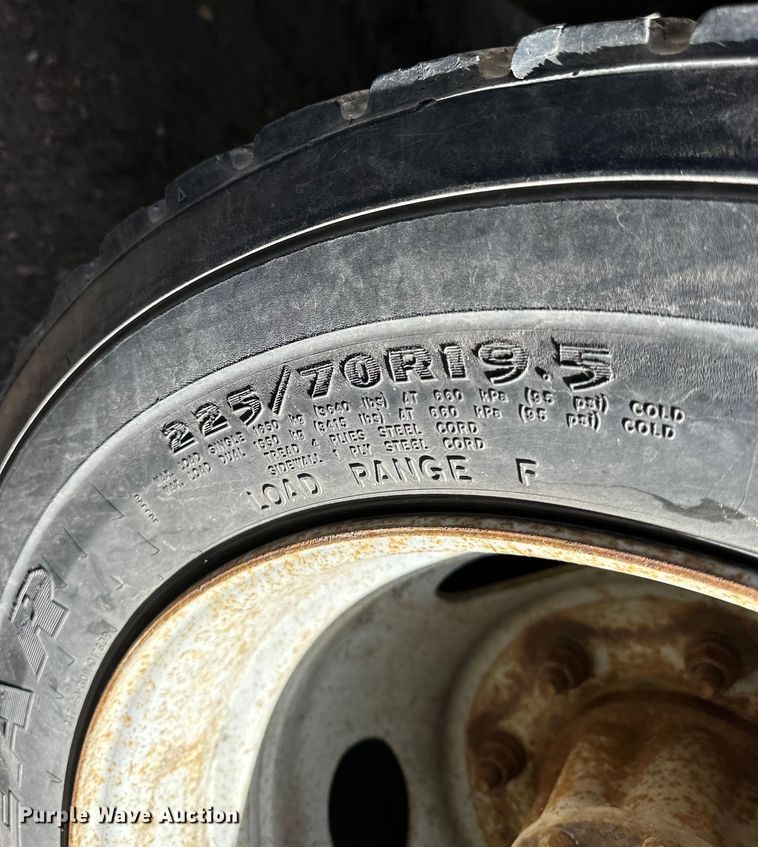 225/70R19.5
MAX. LOAD SINGLE 1650 kg (3640 lbs) AT 660 kPa (95 psi) COLD
MAX. LOAD DUAL 1550 kg (3415 lbs) AT 660 kPa (95 psi) COLD
TREAD 4 PLIES STEEL CORD
SIDEWALL 1 PLY STEEL CORD
LOAD RANGE F
EAR
Purple Wave Auction